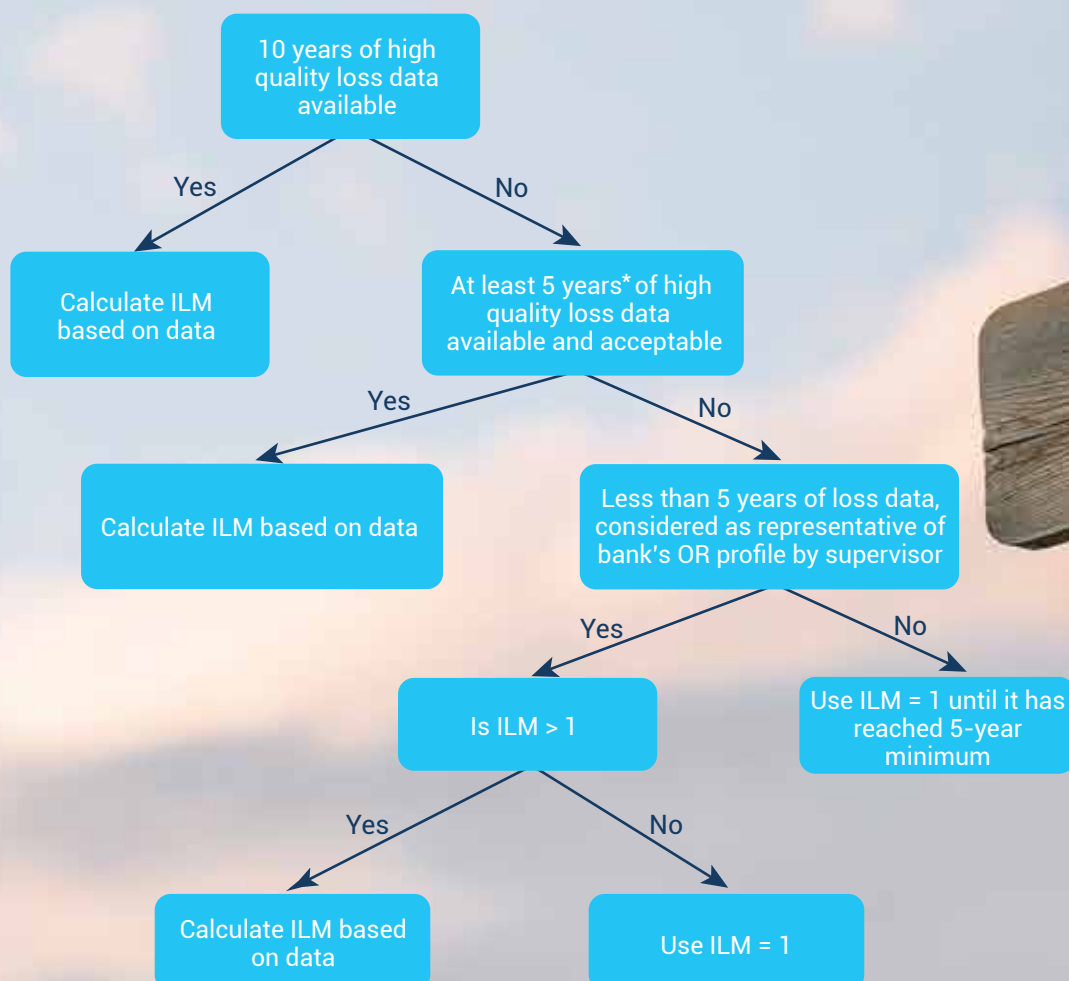 10 years of high
quality loss data
available
Yes
No
Calculate ILM
based on data
At least 5 years* of high
quality loss data
available and acceptable
Yes
No
Calculate ILM based on data
Less than 5 years of loss data,
considered as representative of
bank's OR profile by supervisor
Yes
No
Is ILM > 1
Use ILM = 1 until it has
reached 5-year
minimum
Yes
No
Calculate ILM based
on data
Use ILM = 1